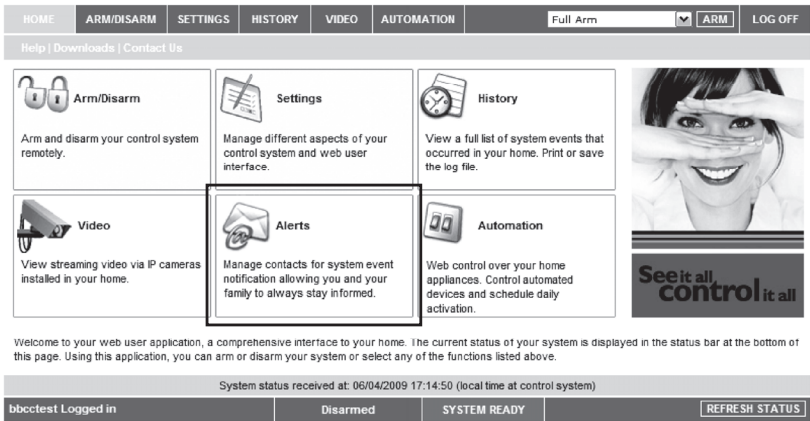 HOME ARM/DISARM SETTINGS HISTORY VIDEO AUTOMATION Full Arm ARM LOG OFF
Help | Downloads | Contact Us
Arm/Disarm
Arm and disarm your control system
remotely.
Settings
Manage different aspects of your
control system and web user
interface.
History
View a full list of system events that
occurred in your home. Print or save
the log file.
Video
View streaming video via IP cameras
installed in your home.
Alerts
Manage contacts for system event
notification allowing you and your
family to always stay informed.
Automation
Web control over your home
appliances. Control automated
devices and schedule daily
activation.
See it all
control it all
Welcome to your web user application, a comprehensive interface to your home. The current status of your system is displayed in the status bar at the bottom of
this page. Using this application, you can arm or disarm your system or select any of the functions listed above.
System status received at: 06/04/2009 17:14:50 (local time at control system)
bbcctest Logged in Disarmed SYSTEM READY REFRESH STATUS